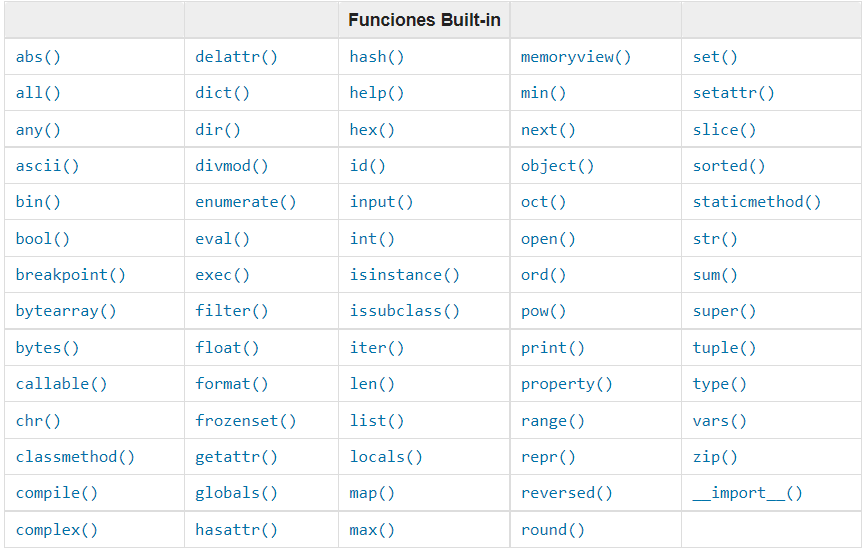 Funciones Built-in
abs() delattr() hash() memoryview() set()
all() dict() help() min() setattr()
any() dir() hex() next() slice()
ascii() divmod() id() object() sorted()
bin() enumerate() input() oct() staticmethod()
bool() eval() int() open() str()
breakpoint() exec() isinstance() ord() sum()
bytearray() filter() issubclass() pow() super()
bytes() float() iter() print() tuple()
callable() format() len() property() type()
chr() frozenset() list() range() vars()
classmethod() getattr() locals() repr() zip()
compile() globals() map() reversed() __import__()
complex() hasattr() max() round()